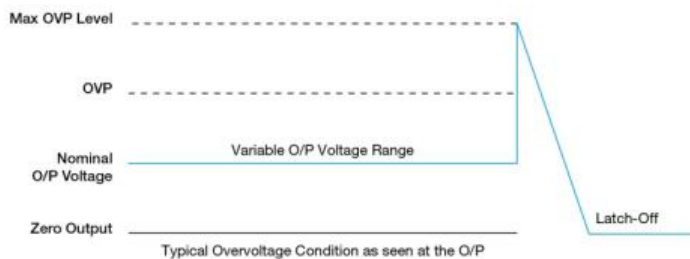 Max OVP Level
OVP
Variable O/P Voltage Range
Nominal
O/P Voltage
Latch-Off
Zero Output
Typical Overvoltage Condition as seen at the O/P